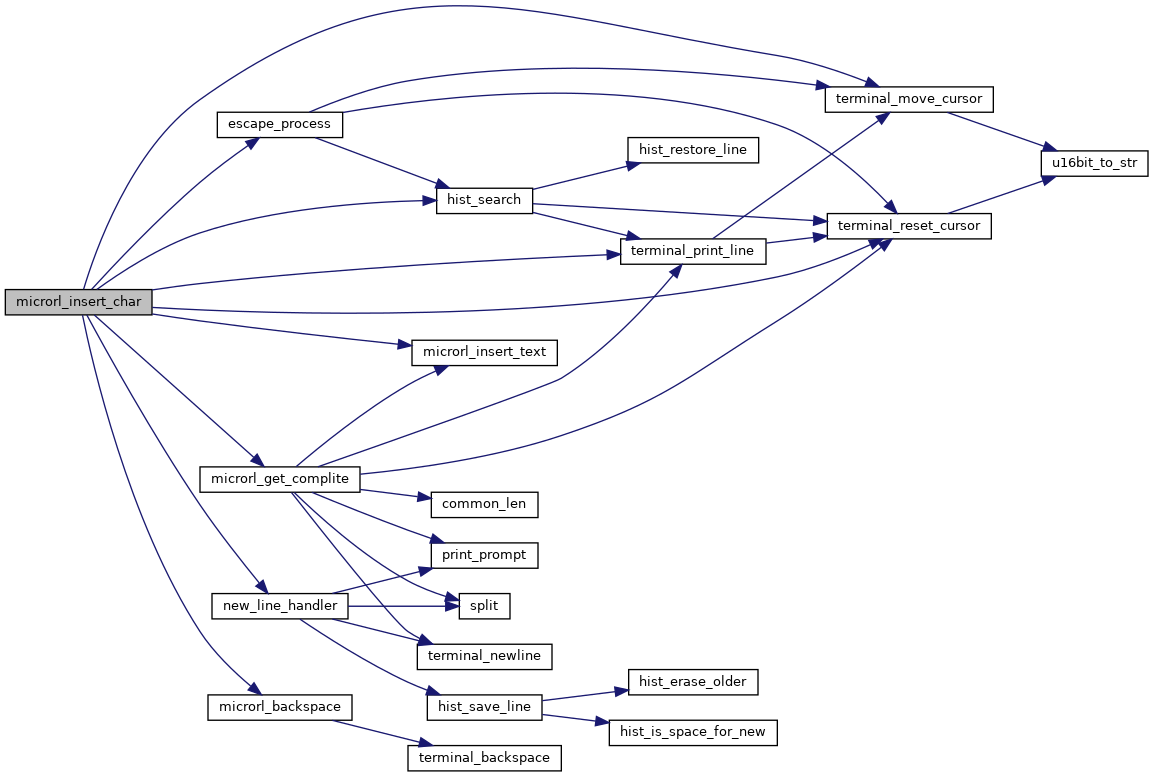 terminal_move_cursor
escape_process
hist_restore_line
u16bit_to_str
hist_search
terminal_reset_cursor
terminal_print_line
microrl_insert_char
microrl_insert_text
microrl_get_complite
common_len
print_prompt
new_line_handler
split
terminal_newline
hist_erase_older
microrl_backspace
hist_save_line
hist_is_space_for_new
terminal_backspace